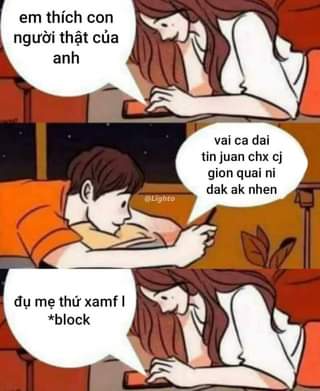 em thích con
người thật của
anh
vai ca dai
tin juan chx cj
gion quai ni
dak ak nhen
@Lighto
đụ mẹ thứ xamf l
*block